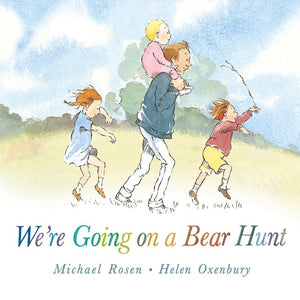 We're Going on a Bear Hunt
Michael Rosen • Helen Oxenbury